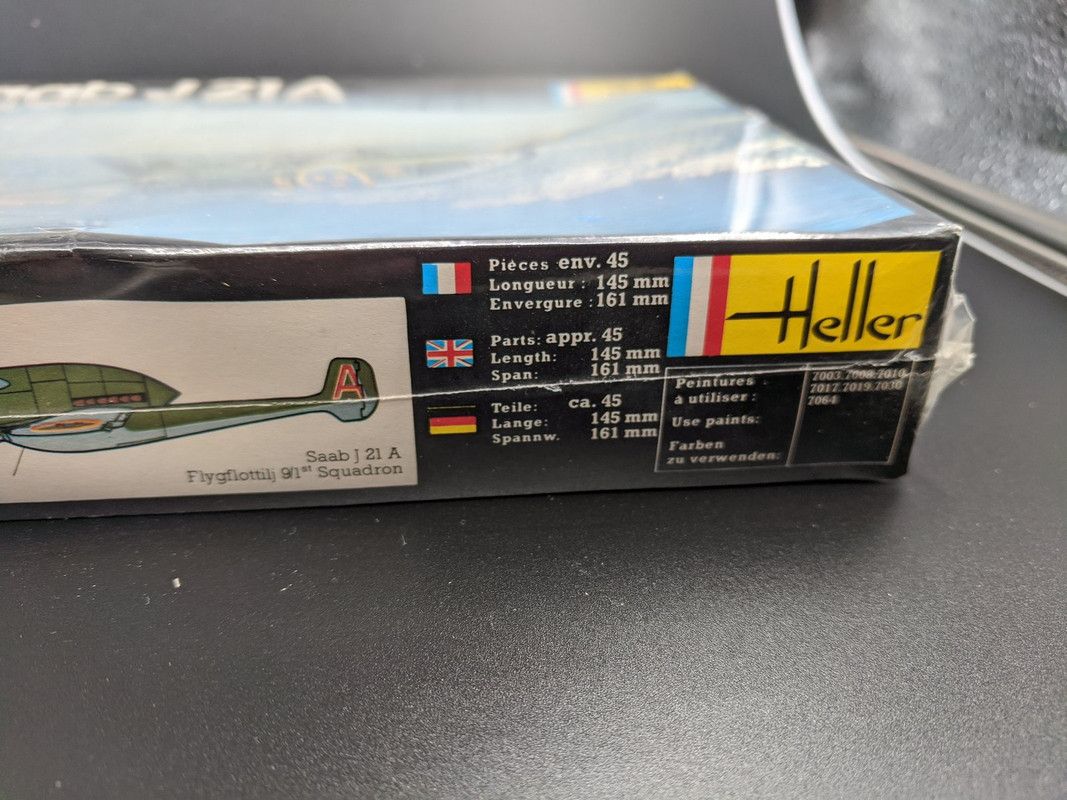 J21A
Pièces env. 45
Longueur : 145 mm
Envergure : 161 mm
Parts: appr. 45
Length: 145 mm
Span: 161 mm
Teile: ca. 45
Lange: 145 mm
Spannw. 161 mm
Heller
Peintures
à utiliser :
Use paints:
Farben
zu verwenden:
7003.7008.7010
7017.7019.7030
7064
A
Saab J 21 A
Flygflottilj 9/1st Squadron